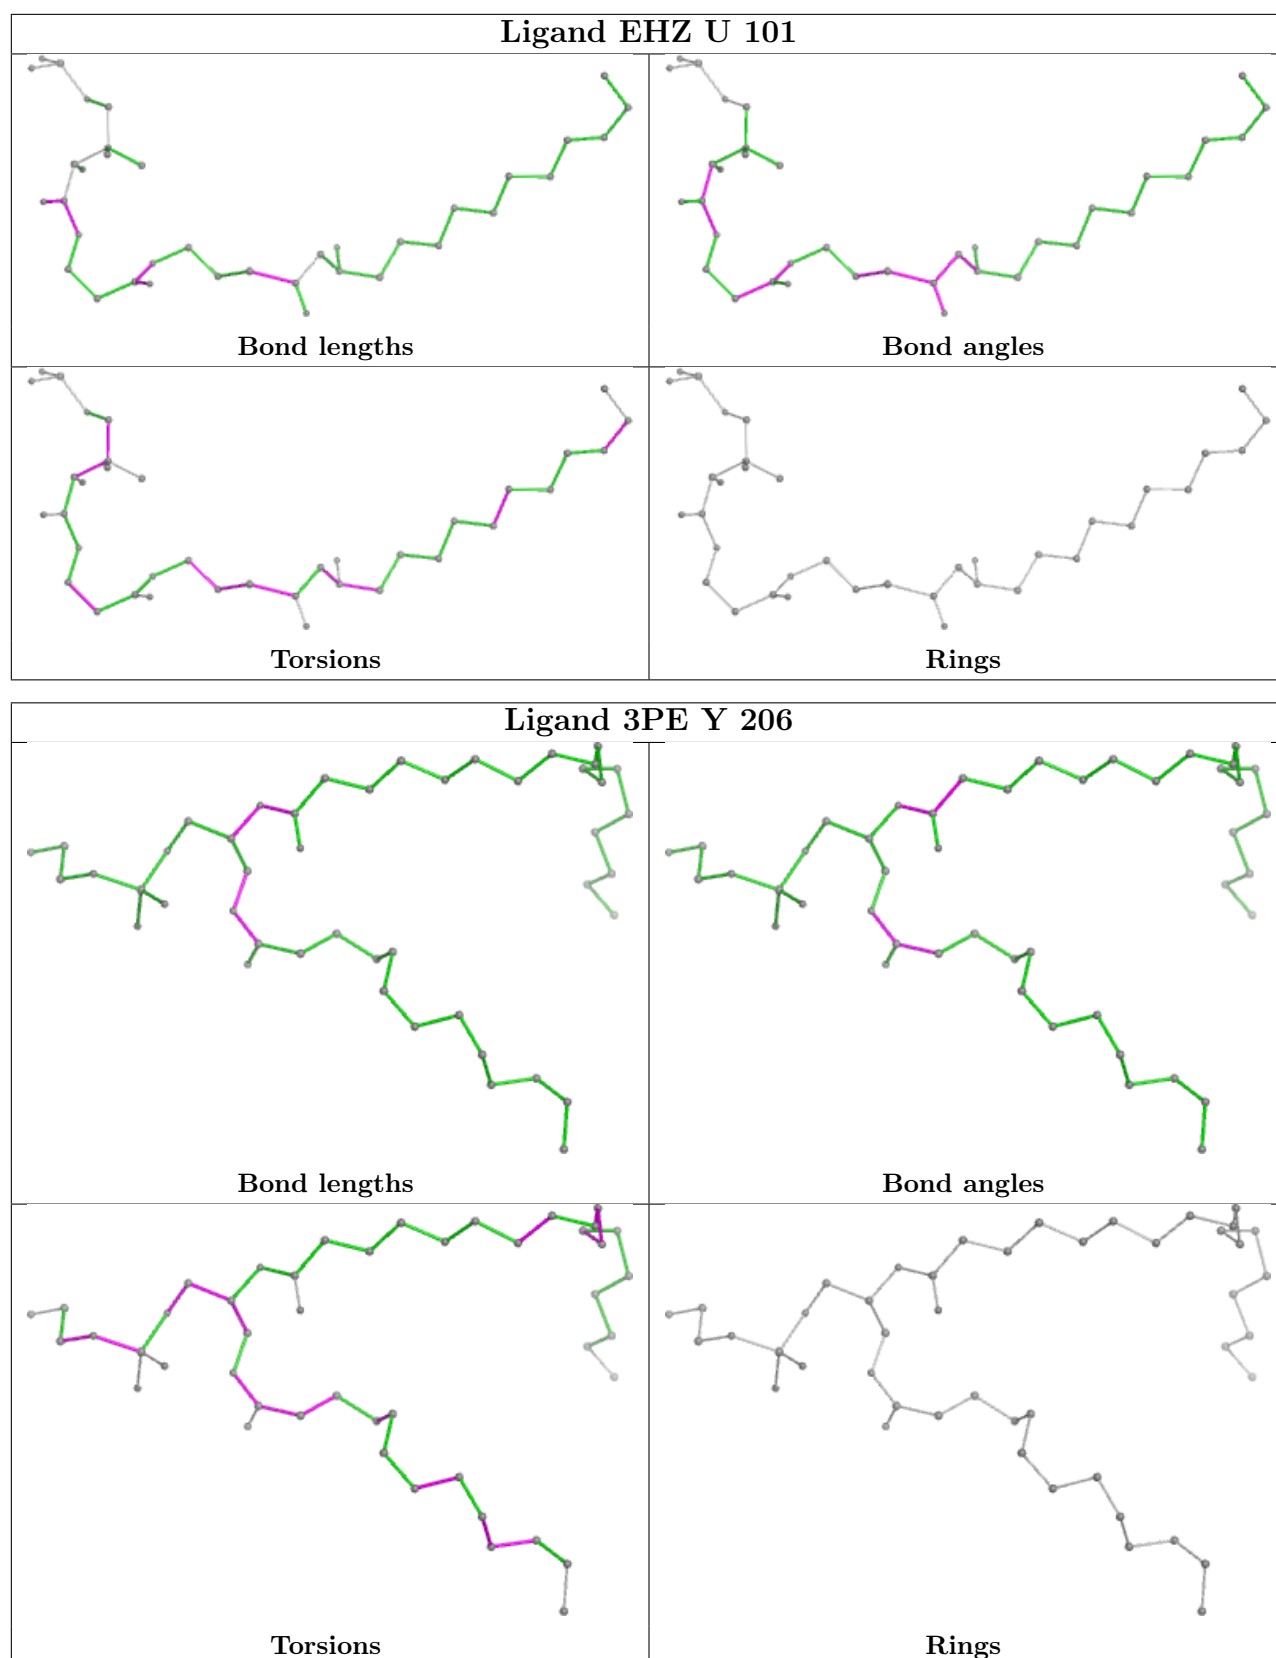 Ligand EHZ U 101
Bond lengths
Bond angles
Torsions
Rings
Ligand 3PE Y 206
Bond lengths
Bond angles
Torsions
Rings